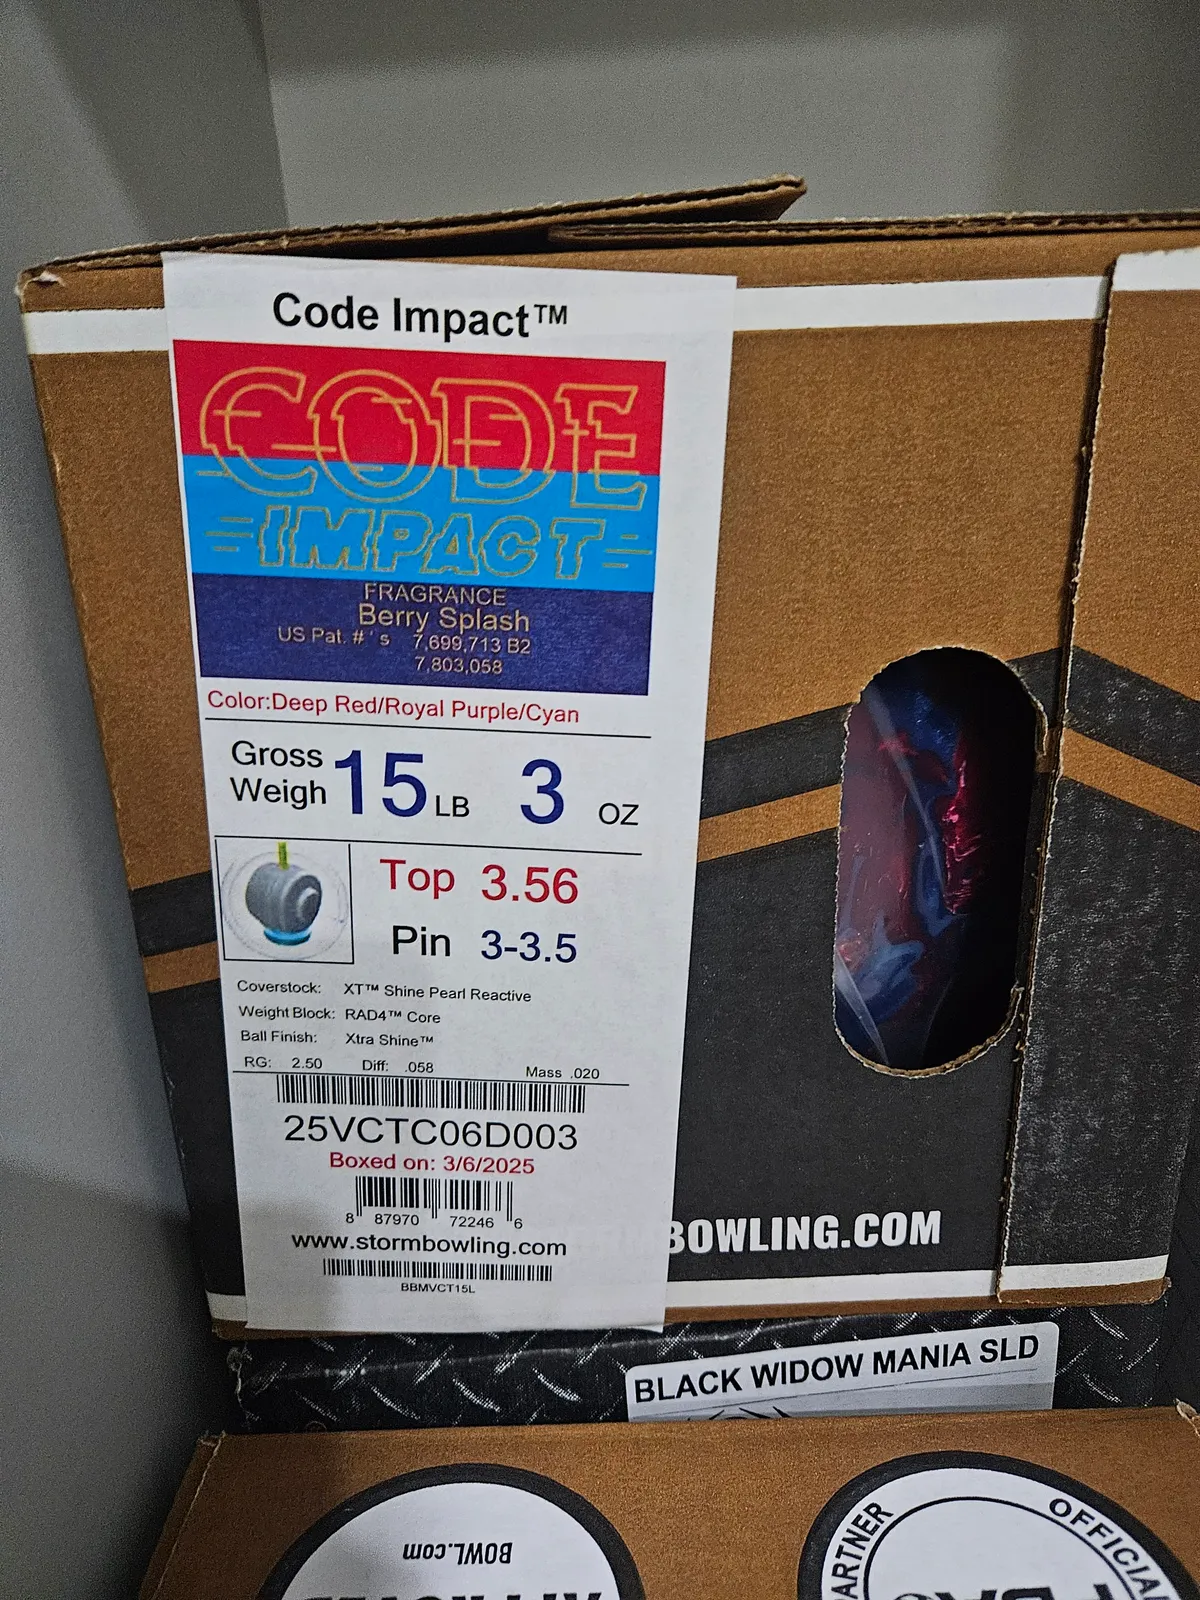 Code Impact™
CODE
IMPACT
FRAGRANCE
Berry Splash
US Pat. # ' s 7,699,713 B2
7,803,058
Color:Deep Red/Royal Purple/Cyan
Gross
Weigh 15 LB 3 OZ
Top 3.56
Pin 3-3.5
Coverstock: XT™ Shine Pearl Reactive
Weight Block: RAD4™ Core
Ball Finish: Xtra Shine™
RG: 2.50 Diff: .058 Mass .020
25VCTC06D003
Boxed on: 3/6/2025
8 87970 72246 6
www.stormbowling.com
BBMVCT15L
BOWLING.COM
BLACK WIDOW MANIA SLD
BOWL.com
OFFICIAL